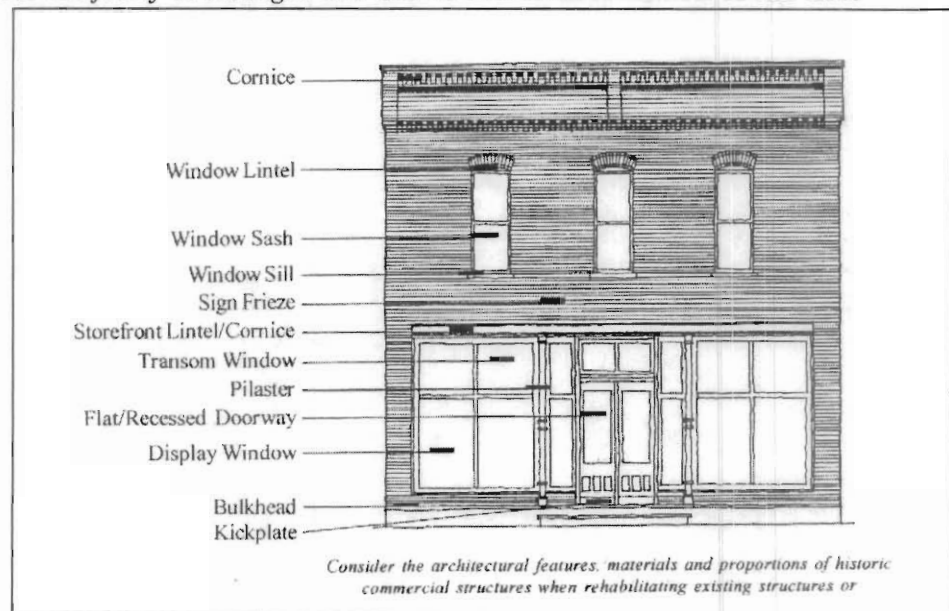 Cornice
Window Lintel
Window Sash
Window Sill
Sign Frieze
Storefront Lintel/Cornice
Transom Window
Pilaster
Flat/Recessed Doorway
Display Window
Bulkhead
Kickplate
Consider the architectural features, materials and proportions of historic
commercial structures when rehabilitating existing structures or